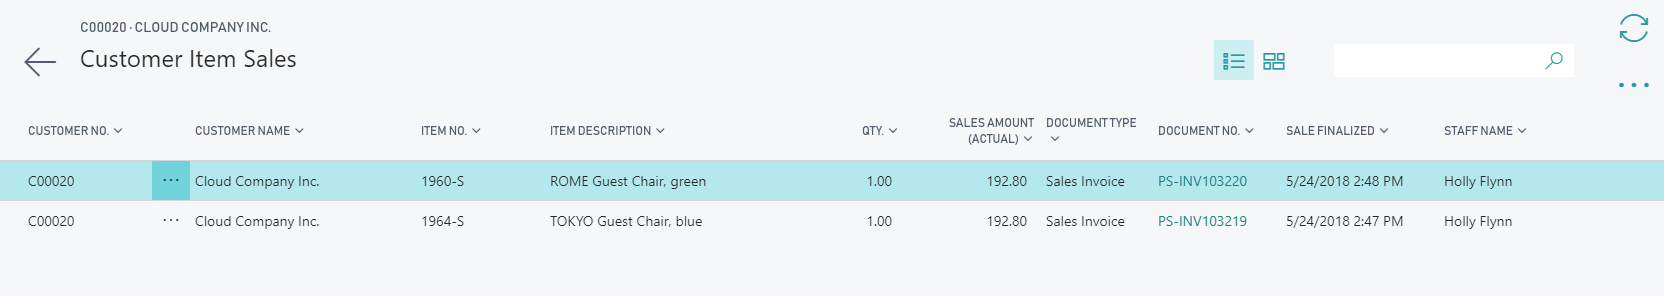 C00020 · CLOUD COMPANY INC.
Customer Item Sales
CUSTOMER NO. CUSTOMER NAME ITEM NO. ITEM DESCRIPTION QTY. SALES AMOUNT (ACTUAL) DOCUMENT TYPE DOCUMENT NO. SALE FINALIZED STAFF NAME
C00020 ... Cloud Company Inc. 1960-S ROME Guest Chair, green 1.00 192.80 Sales Invoice PS-INV103220 5/24/2018 2:48 PM Holly Flynn
C00020 ... Cloud Company Inc. 1964-S TOKYO Guest Chair, blue 1.00 192.80 Sales Invoice PS-INV103219 5/24/2018 2:47 PM Holly Flynn